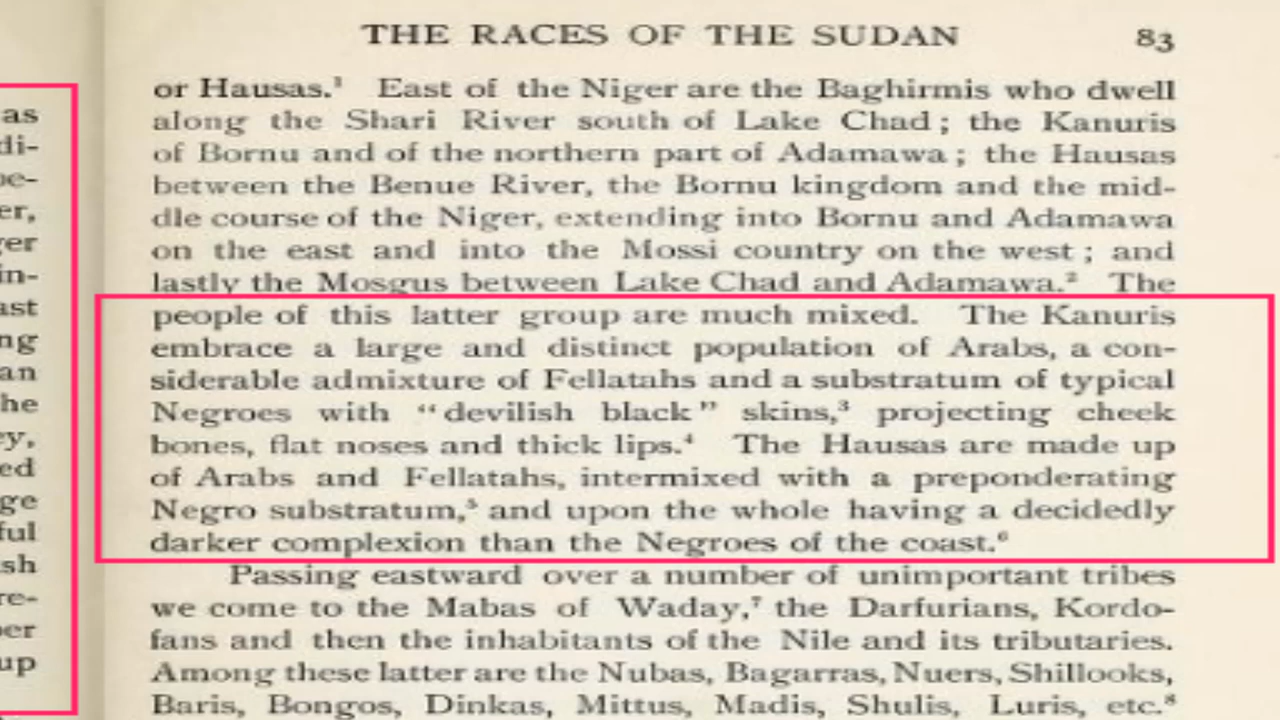 THE RACES OF THE SUDAN 83
or Hausas.¹ East of the Niger are the Baghirmis who dwell
along the Shari River south of Lake Chad; the Kanuris
of Bornu and of the northern part of Adamawa; the Hausas
between the Benue River, the Bornu kingdom and the mid-
dle course of the Niger, extending into Bornu and Adamawa
on the east and into the Mossi country on the west; and
lastly the Mosgus between Lake Chad and Adamawa.² The
people of this latter group are much mixed. The Kanuris
embrace a large and distinct population of Arabs, a con-
siderable admixture of Fellatahs and a substratum of typical
Negroes with "devilish black" skins,³ projecting cheek
bones, flat noses and thick lips.⁴ The Hausas are made up
of Arabs and Fellatahs, intermixed with a preponderating
Negro substratum,⁵ and upon the whole having a decidedly
darker complexion than the Negroes of the coast.⁶
Passing eastward over a number of unimportant tribes
we come to the Mabas of Waday,⁷ the Darfurians, Kordo-
fans and then the inhabitants of the Nile and its tributaries.
Among these latter are the Nubas, Bagarras, Nuers, Shillooks,
Baris, Bongos, Dinkas, Mittus, Madis, Shulis, Luris, etc.⁸